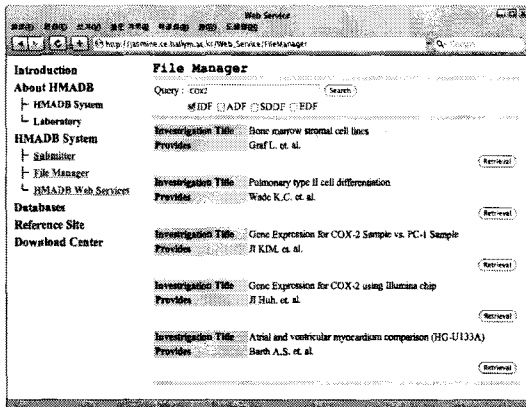 Web Service
http://jasmine.ce.hallym.ac.kr/Web_Service/FileManager
Introduction
About HMADB
HMADB System
Laboratory
HMADB System
Submitter
File Manager
HMADB Web Services
Databases
Reference Site
Download Center
File Manager
Query : cox2 Search
IDF ADF SDDF EDF
Investigation Title Bone marrow stromal cell lines
Provides Graf L. et. al.
Retrieval
Investigation Title Pulmonary type II cell differentiation
Provides Wade K.C. et. al.
Retrieval
Investigation Title Gene Expression for COX-2 Sample vs. PC-1 Sample
Provides JI KIM. et. al.
Retrieval
Investigation Title Gene Expression for COX-2 using Illumina chip
Provides JI Huh. et. al.
Retrieval
Investigation Title Atrial and ventricular myocardium comparison (HG-U133A)
Provides Barth A.S. et. al.
Retrieval